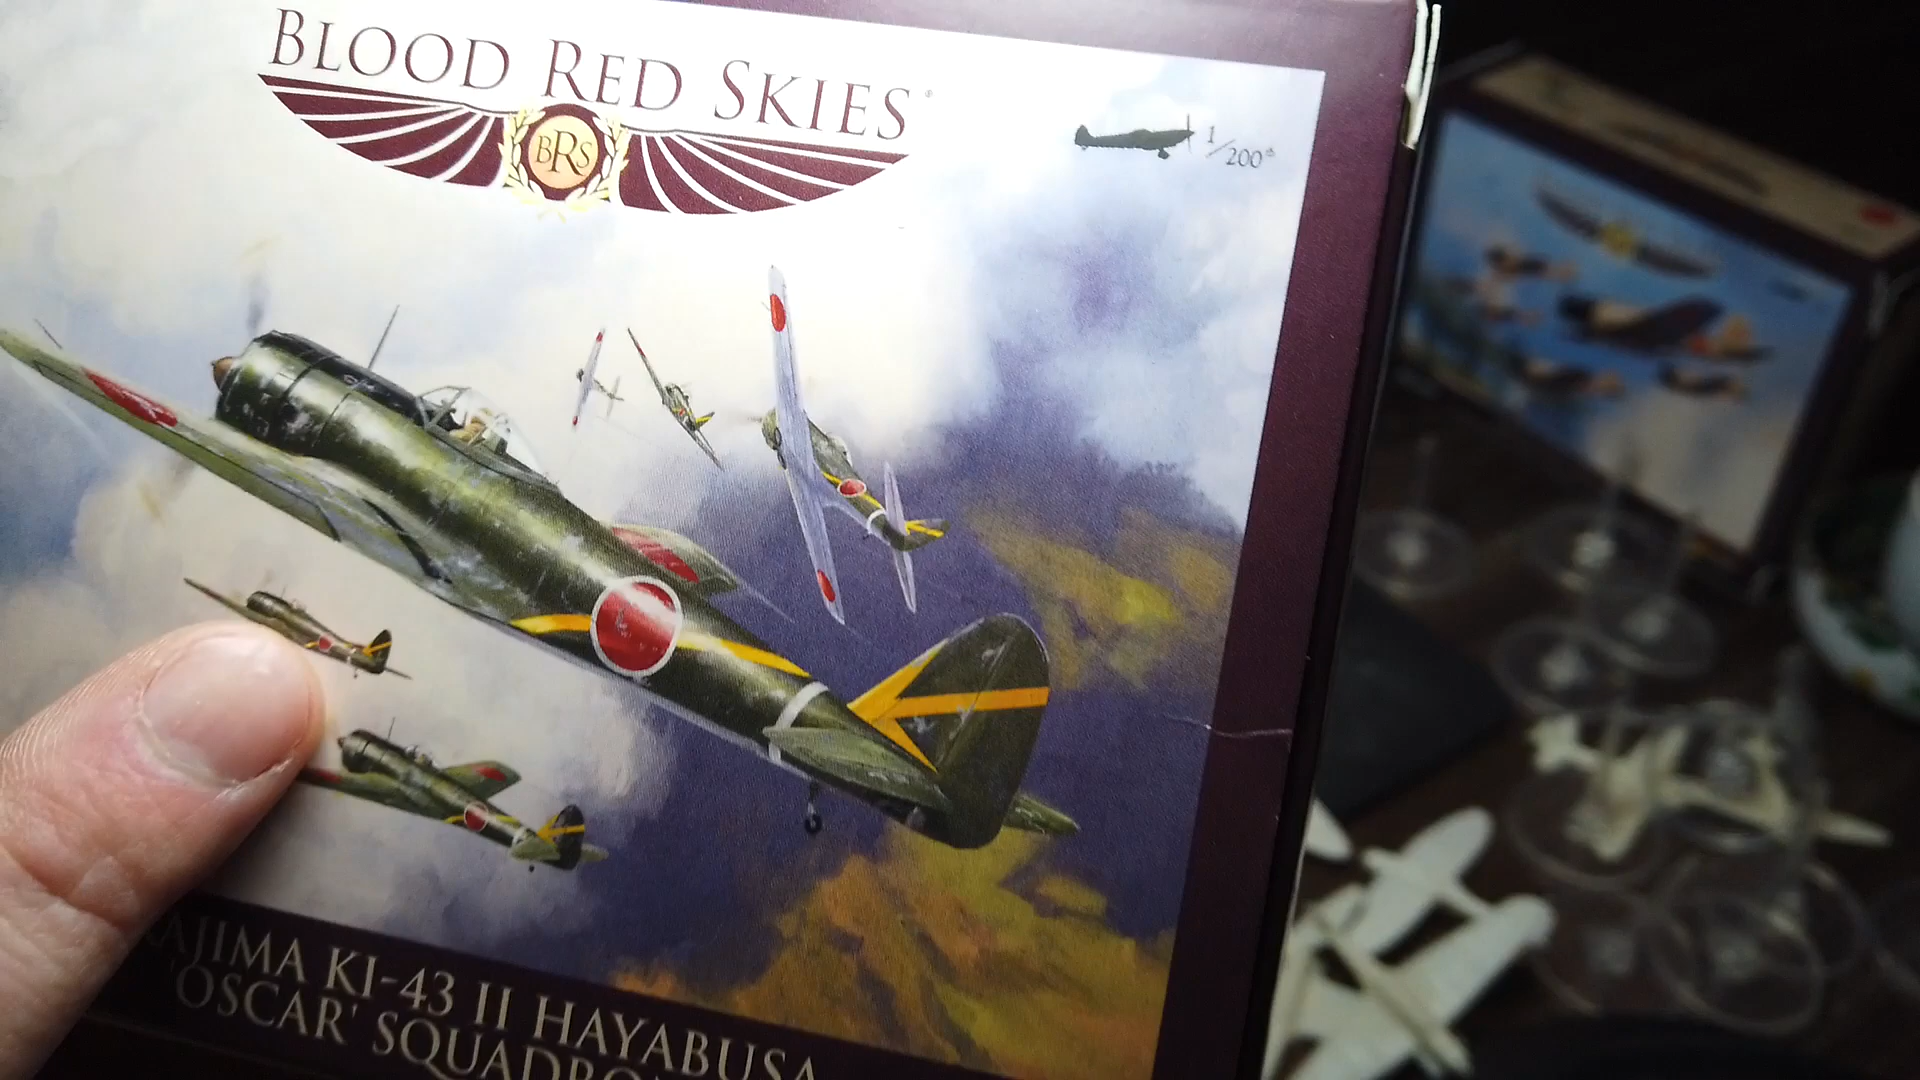 BLOOD RED SKIES®
BRS
1/200th
AJIMA KI-43 II HAYABUSA
'OSCAR' SQUADRO